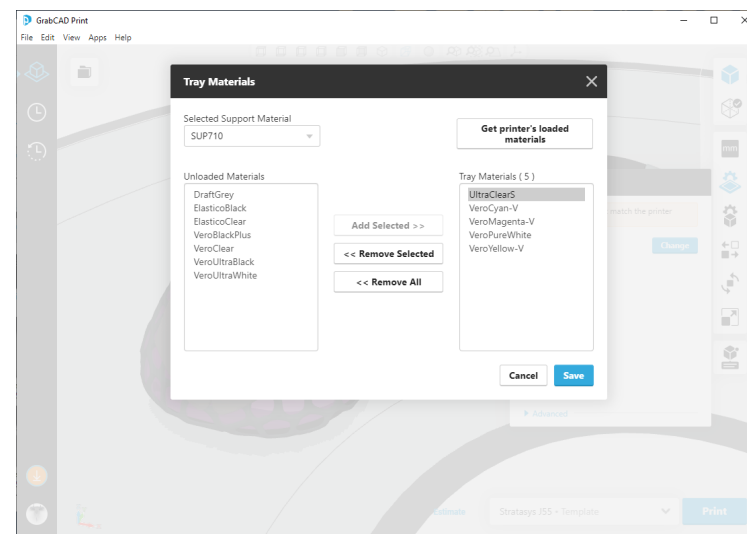 GrabCAD Print
File Edit View Apps Help
Tray Materials
Selected Support Material
SUP710
Get printer's loaded
materials
Unloaded Materials
DraftGrey
ElasticoBlack
ElasticoClear
VeroBlackPlus
VeroClear
VeroUltraBlack
VeroUltraWhite
Add Selected >>
<< Remove Selected
<< Remove All
Tray Materials ( 5 )
UltraClearS
VeroCyan-V
VeroMagenta-V
VeroPureWhite
VeroYellow-V
Cancel
Save
mm
match the printer
Change
Advanced
Estimate
Stratasys J55 - Template
Print